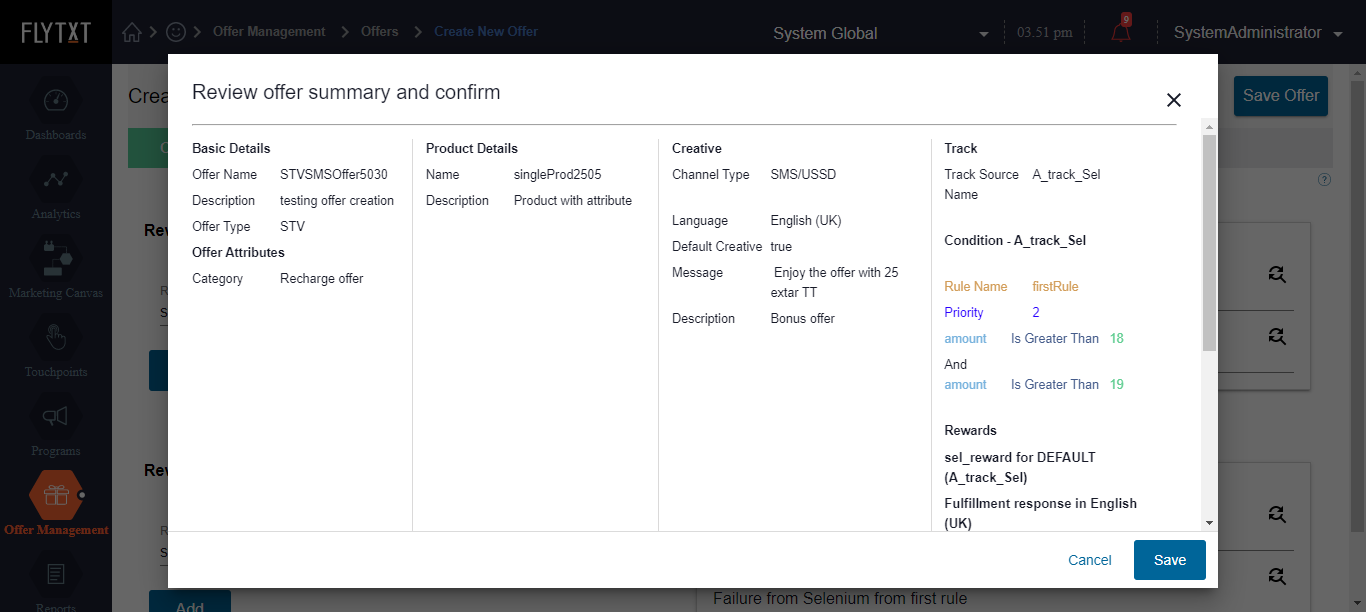 FLYTXT
Offer Management
Offers
Create New Offer
System Global
03.51 pm
9
SystemAdministrator
Dashboards
Analytics
Marketing Canvas
Touchpoints
Programs
Offer Management
Reports
Crea
Save Offer
C
?
Rev
R
S
Rev
R
S
Add
Failure from Selenium from first rule
Review offer summary and confirm
Basic Details
Offer Name STVSMSOffer5030
Description testing offer creation
Offer Type STV
Offer Attributes
Category Recharge offer
Product Details
Name singleProd2505
Description Product with attribute
Creative
Channel Type SMS/USSD
Language English (UK)
Default Creative true
Message Enjoy the offer with 25
extar TT
Description Bonus offer
Track
Track Source A_track_Sel
Name
Condition - A_track_Sel
Rule Name firstRule
Priority 2
amount Is Greater Than 18
And
amount Is Greater Than 19
Rewards
sel_reward for DEFAULT
(A_track_Sel)
Fulfillment response in English
(UK)
Cancel
Save